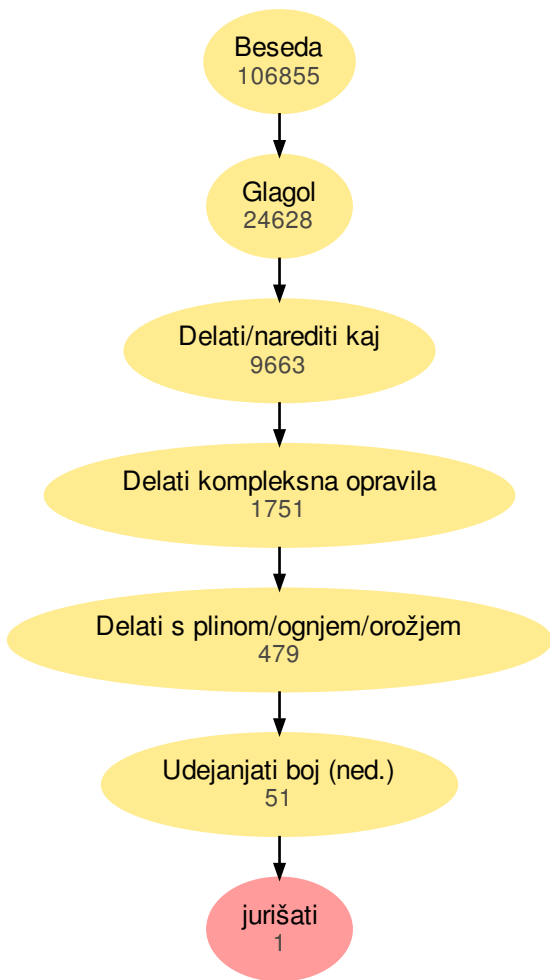 Beseda
106855
Glagol
24628
Delati/narediti kaj
9663
Delati kompleksna opravila
1751
Delati s plinom/ognjem/orožjem
479
Udejanjati boj (ned.)
51
jurišati
1